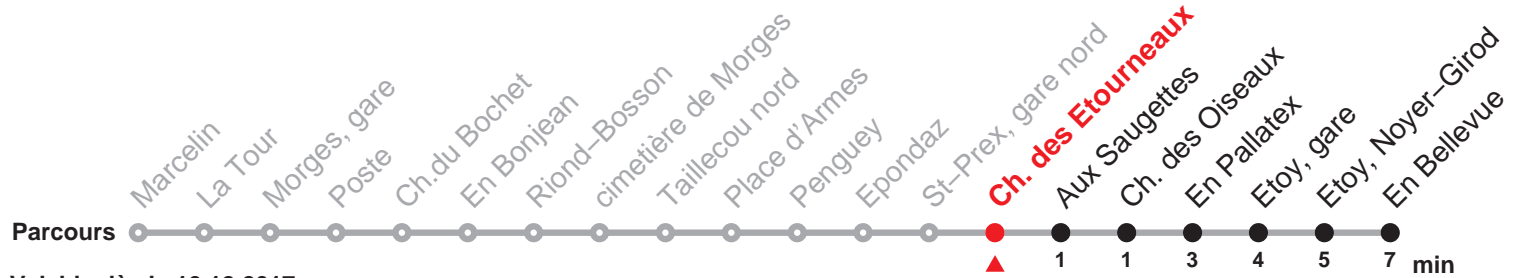 Marcelin
La Tour
Morges, gare
Poste
Ch.du Bochet
En Bonjean
Riond–Bosson
cimetière de Morges
Taillecou nord
Place d'Armes
Penguey
Epondaz
St–Prex, gare nord
Ch. des Etourneaux
Aux Saugettes
Ch. des Oiseaux
En Pallatex
Etoy, gare
Etoy, Noyer–Girod
En Bellevue
Parcours
1 1 3 4 5 7 min